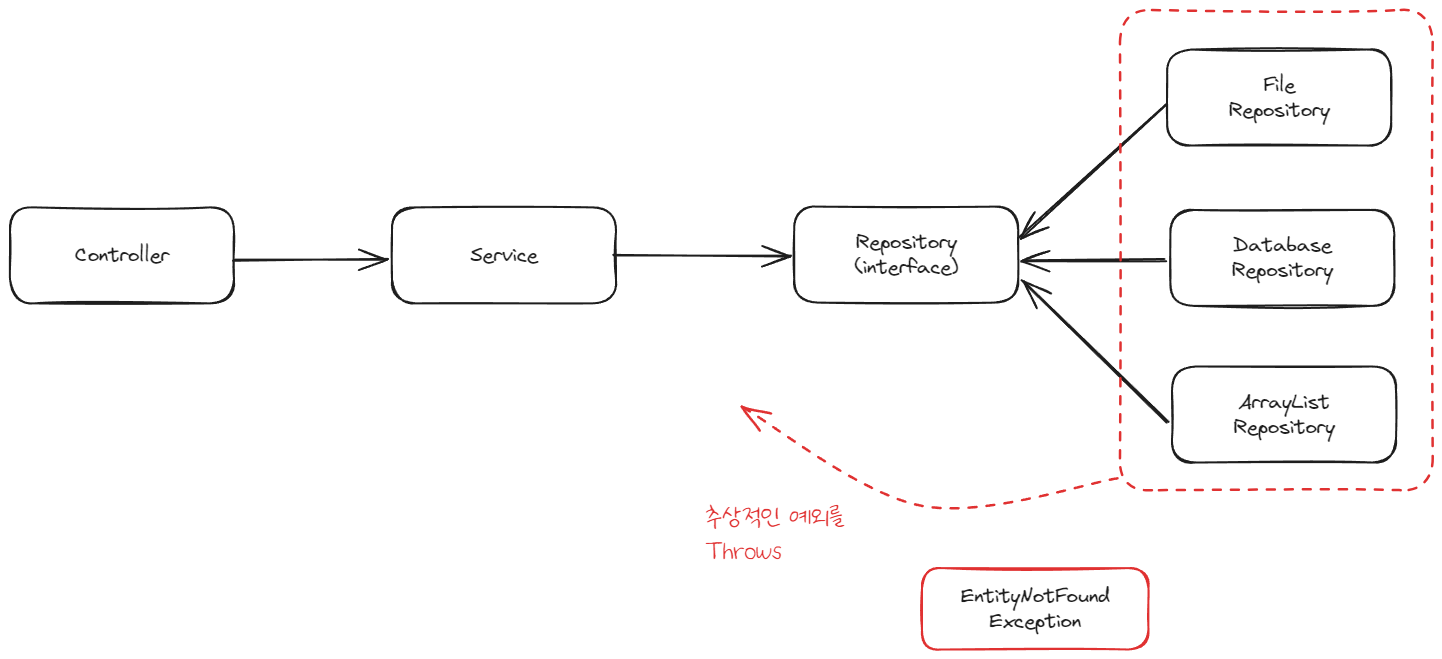 File
Repository
Controller
Service
Repository
(interface)
Database
Repository
ArrayList
Repository
추상적인 예외를
Throws
EntityNotFound
Exception